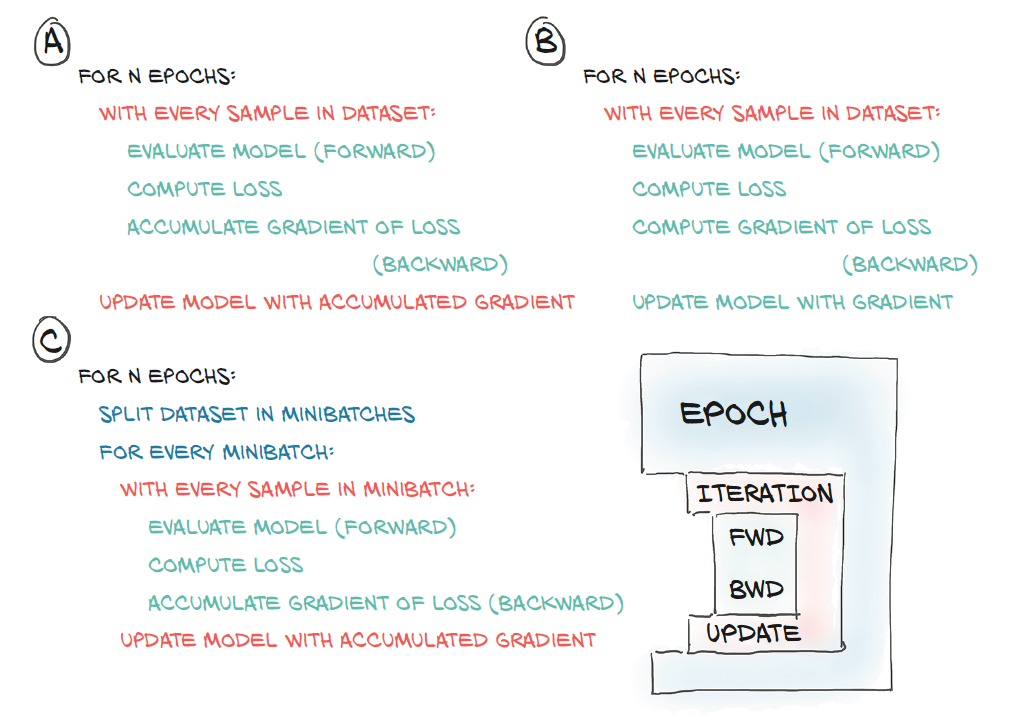 A
FOR N EPOCHS:
WITH EVERY SAMPLE IN DATASET:
EVALUATE MODEL (FORWARD)
COMPUTE LOSS
ACCUMULATE GRADIENT OF LOSS
(BACKWARD)
UPDATE MODEL WITH ACCUMULATED GRADIENT
B
FOR N EPOCHS:
WITH EVERY SAMPLE IN DATASET:
EVALUATE MODEL (FORWARD)
COMPUTE LOSS
COMPUTE GRADIENT OF LOSS
(BACKWARD)
UPDATE MODEL WITH GRADIENT
C
FOR N EPOCHS:
SPLIT DATASET IN MINIBATCHES
FOR EVERY MINIBATCH:
WITH EVERY SAMPLE IN MINIBATCH:
EVALUATE MODEL (FORWARD)
COMPUTE LOSS
ACCUMULATE GRADIENT OF LOSS (BACKWARD)
UPDATE MODEL WITH ACCUMULATED GRADIENT
EPOCH
ITERATION
FWD
BWD
UPDATE